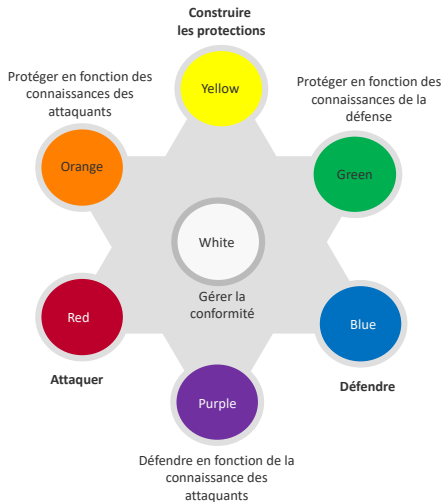 Construire
les protections
Yellow
Protéger en fonction des
connaissances des
attaquants
Orange
Protéger en fonction des
connaissances de la
défense
Green
White
Gérer la
conformité
Red
Attaquer
Blue
Défendre
Purple
Défendre en fonction de la
connaissance des
attaquants